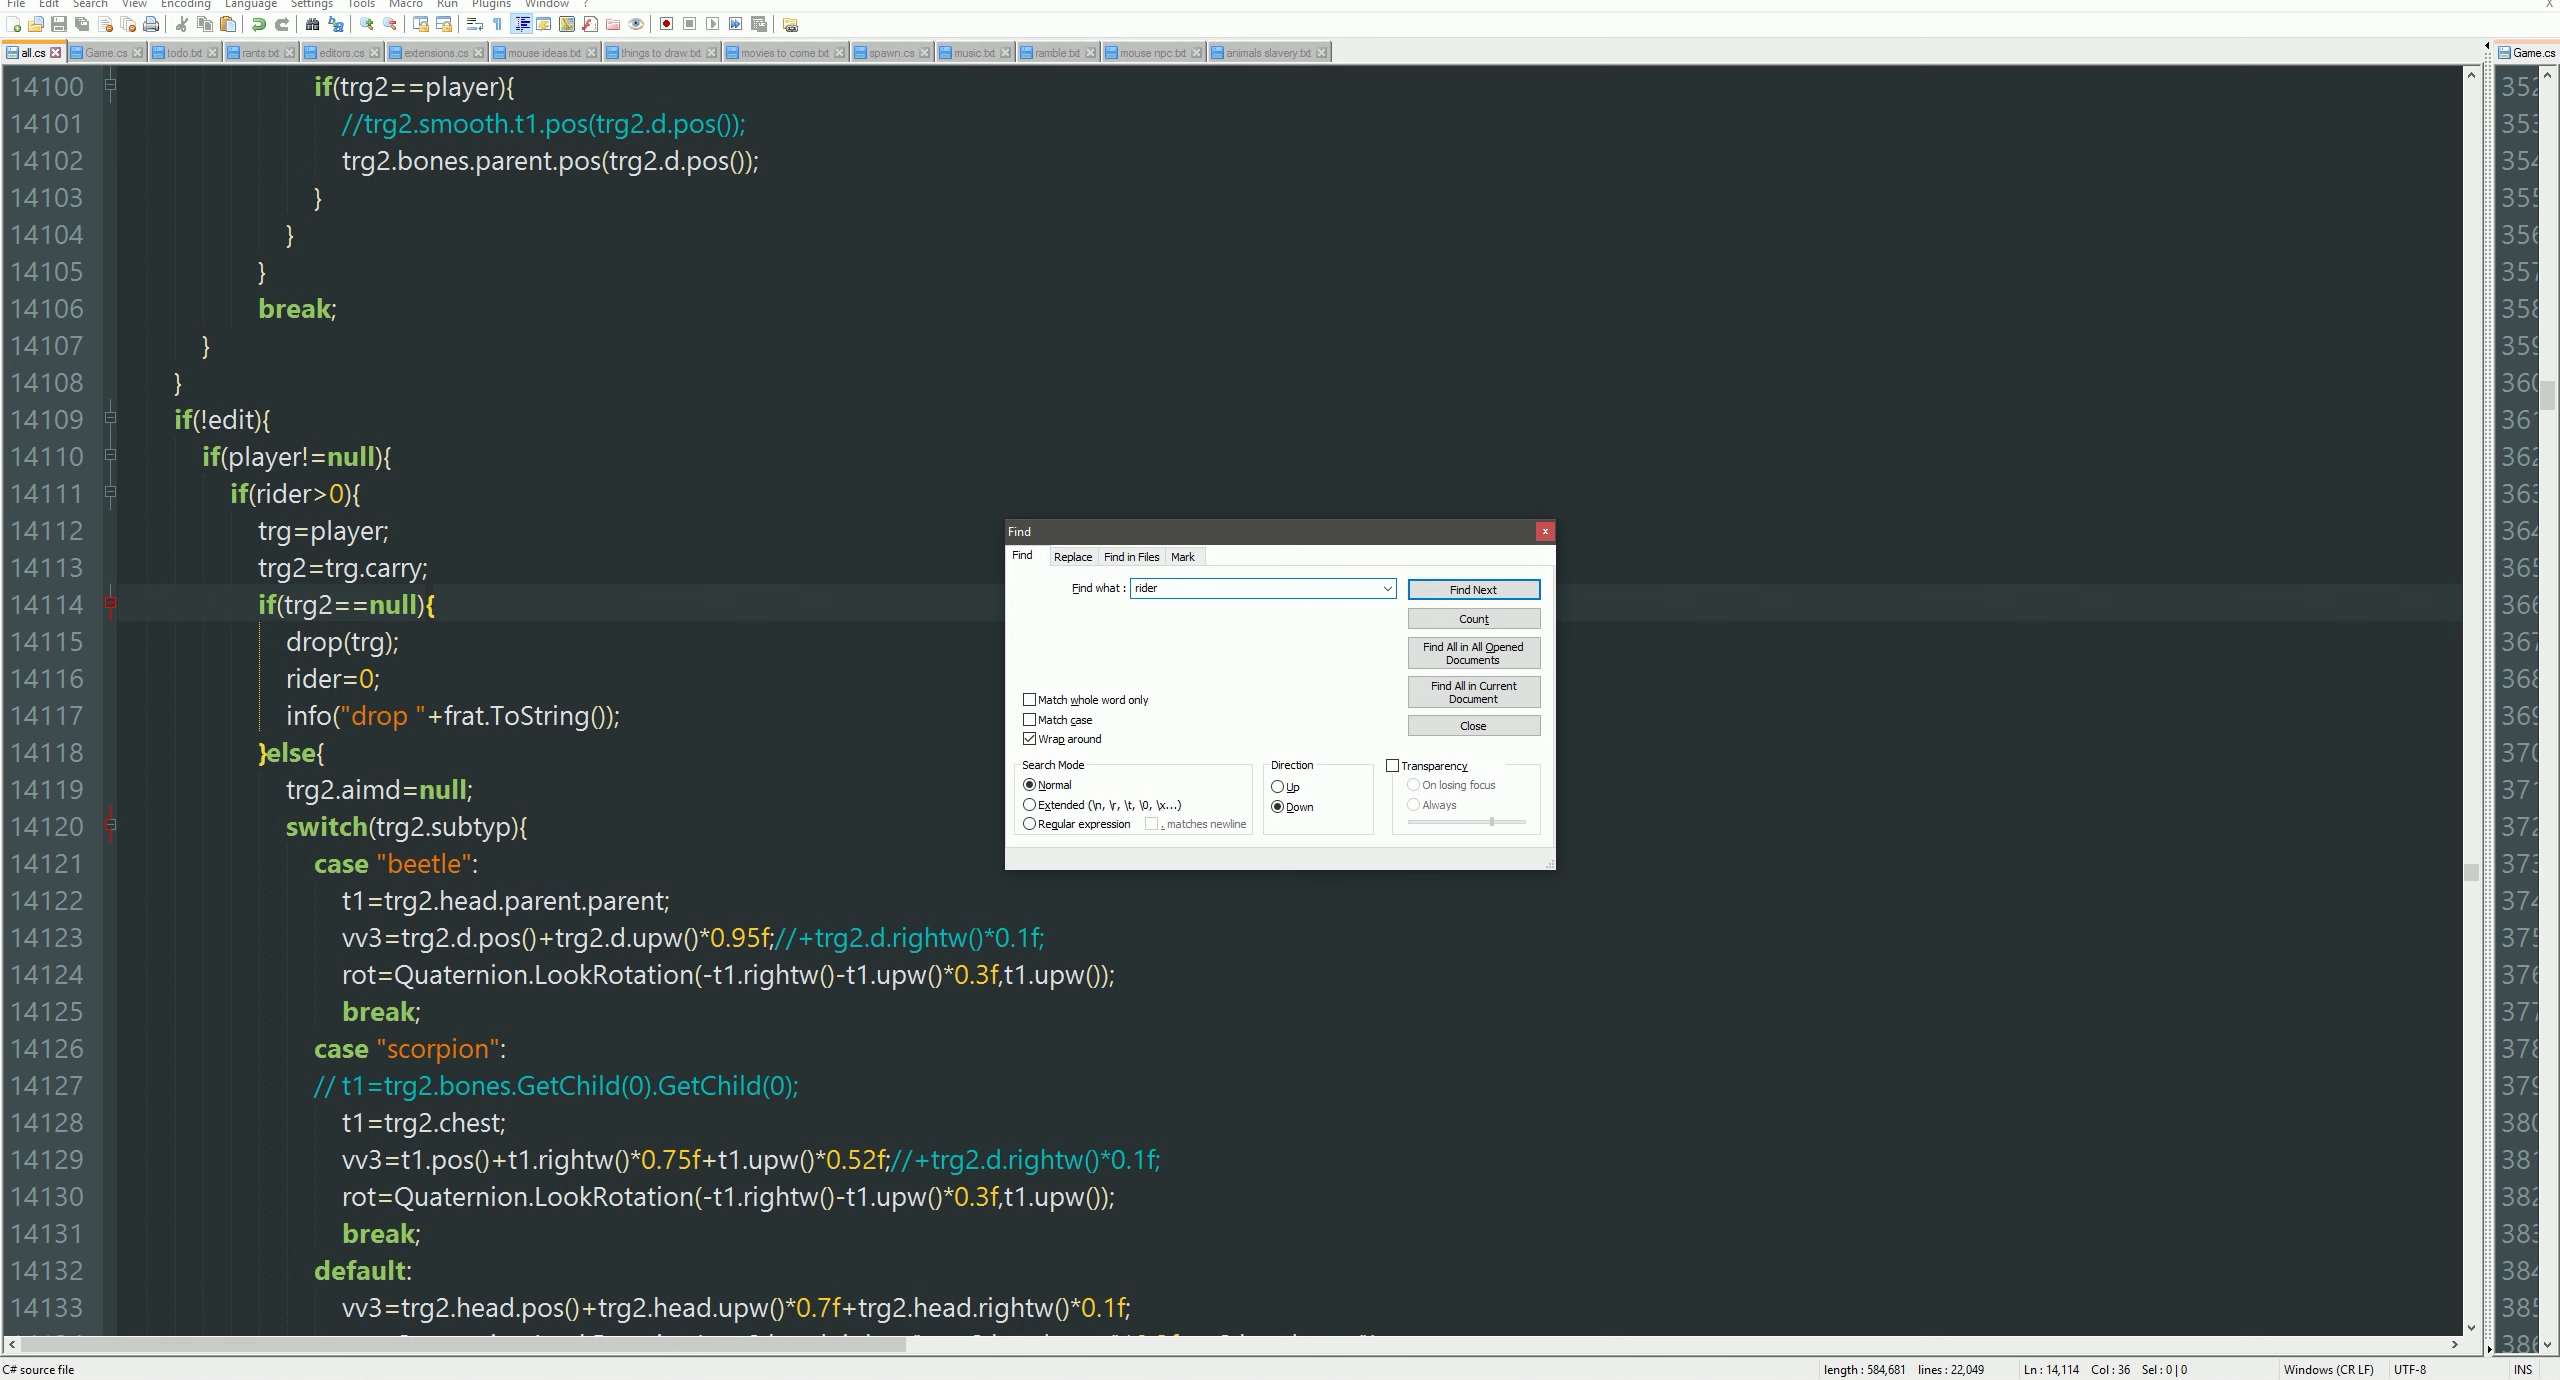 File Edit Search View Encoding Language Settings Tools Macro Run Plugins Window ? X
all.cs Game.cs todo.txt rants.txt editors.cs extensions.cs mouse ideas.txt things to draw.txt movies to come.txt spawn.cs music.txt ramble.txt mouse npc.txt animals slavery.txt Game.cs
14100 if(trg2==player){
14101 //trg2.smooth.t1.pos(trg2.d.pos());
14102 trg2.bones.parent.pos(trg2.d.pos());
14103 }
14104 }
14105 }
14106 break;
14107 }
14108 }
14109 if(!edit){
14110 if(player!=null){
14111 if(rider>0){
14112 trg=player;
14113 trg2=trg.carry;
14114 if(trg2==null){
14115 drop(trg);
14116 rider=0;
14117 info("drop "+frat.ToString());
14118 }else{
14119 trg2.aimd=null;
14120 switch(trg2.subtyp){
14121 case "beetle":
14122 t1=trg2.head.parent.parent;
14123 vv3=trg2.d.pos()+trg2.d.upw()*0.95f;//+trg2.d.rightw()*0.1f;
14124 rot=Quaternion.LookRotation(-t1.rightw()-t1.upw()*0.3f,t1.upw());
14125 break;
14126 case "scorpion":
14127 // t1=trg2.bones.GetChild(0).GetChild(0);
14128 t1=trg2.chest;
14129 vv3=t1.pos()+t1.rightw()*0.75f+t1.upw()*0.52f;//+trg2.d.rightw()*0.1f;
14130 rot=Quaternion.LookRotation(-t1.rightw()-t1.upw()*0.3f,t1.upw());
14131 break;
14132 default:
14133 vv3=trg2.head.pos()+trg2.head.upw()*0.7f+trg2.head.rightw()*0.1f;
Find x
Find Replace Find in Files Mark
Find what : rider Find Next
Count
Find All in All Opened
Documents
Find All in Current
Document
Close
Match whole word only
Match case
Wrap around
Search Mode
Normal
Extended (\n, \r, \t, \0, \x...)
Regular expression . matches newline
Direction
Up
Down
Transparency
On losing focus
Always
C# source file length : 584,681 lines : 22,049 Ln : 14,114 Col : 36 Sel : 0 | 0 Windows (CR LF) UTF-8 INS